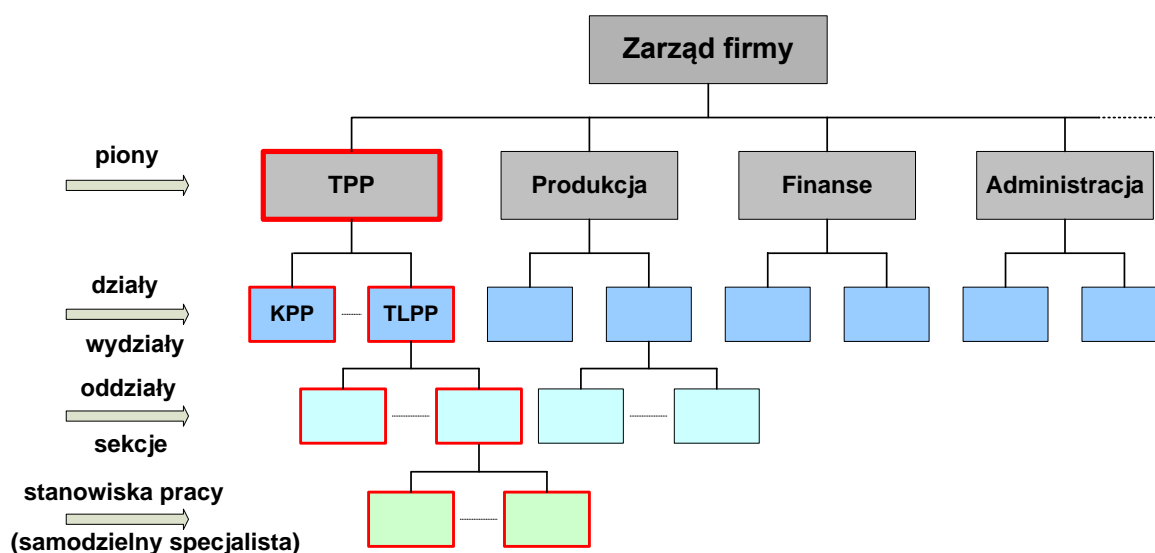 Zarząd firmy
piony
TPP
Produkcja
Finanse
Administracja
działy
KPP
TLPP
wydziały
oddziały
sekcje
stanowiska pracy
(samodzielny specjalista)